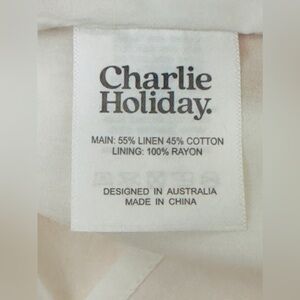 Charlie
Holiday.
MAIN: 55% LINEN 45% COTTON
LINING: 100% RAYON
DESIGNED IN AUSTRALIA
MADE IN CHINA